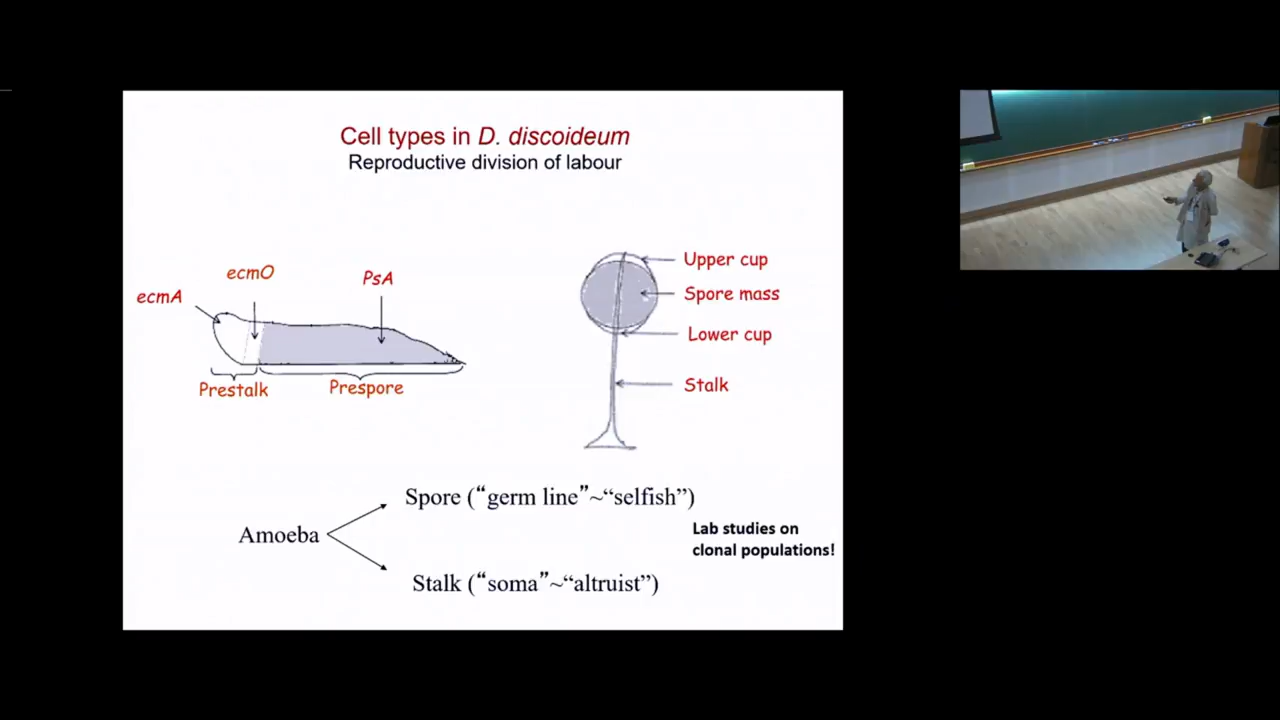 Cell types in D. discoideum
Reproductive division of labour
ecmA
ecmO
PsA
Prestalk
Prespore
Upper cup
Spore mass
Lower cup
Stalk
Amoeba
Spore (“germ line”~“selfish”)
Stalk (“soma”~“altruist”)
Lab studies on
clonal populations!